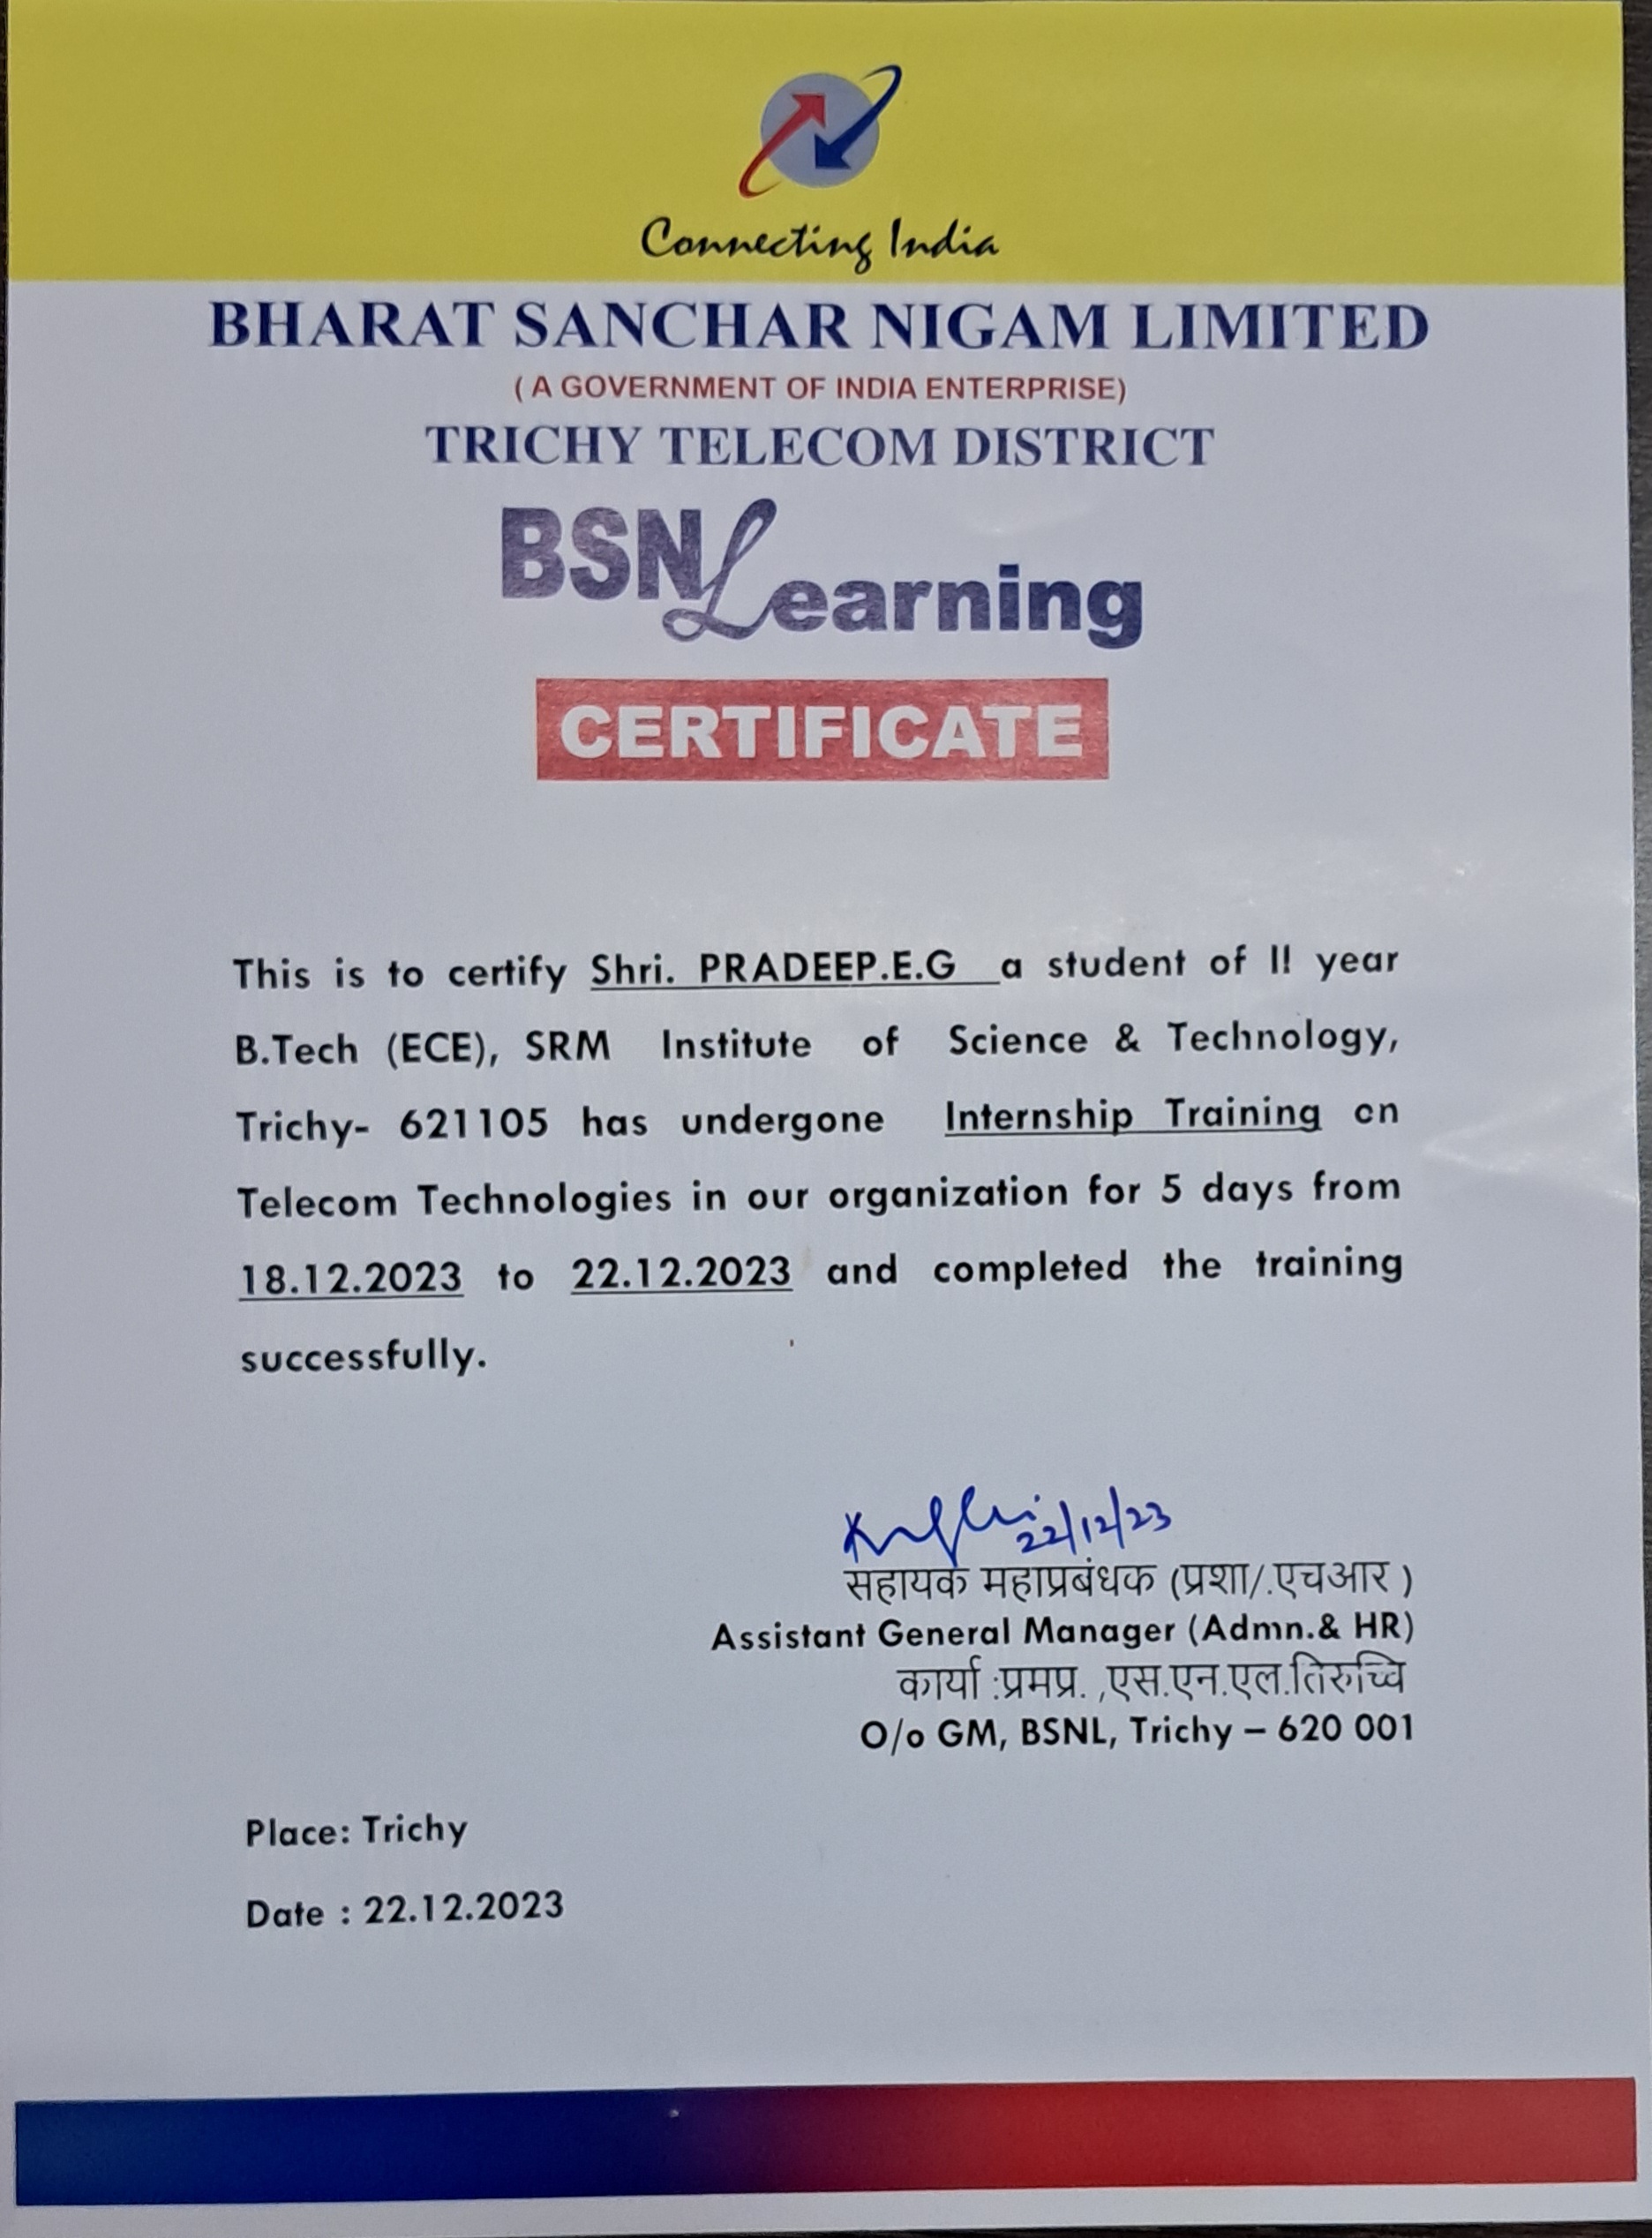 Connecting India
BHARAT SANCHAR NIGAM LIMITED
( A GOVERNMENT OF INDIA ENTERPRISE)
TRICHY TELECOM DISTRICT
BSNLearning
CERTIFICATE
This is to certify Shri. PRADEEP.E.G a student of II year
B.Tech (ECE), SRM Institute of Science & Technology,
Trichy- 621105 has undergone Internship Training on
Telecom Technologies in our organization for 5 days from
18.12.2023 to 22.12.2023 and completed the training
successfully.
22/12/23
सहायक महाप्रबंधक (प्रशा/.एचआर )
Assistant General Manager (Admn.& HR)
कार्या :प्रमप्र. ,एस.एन.एल.तिरुच्चि
O/o GM, BSNL, Trichy – 620 001
Place: Trichy
Date : 22.12.2023